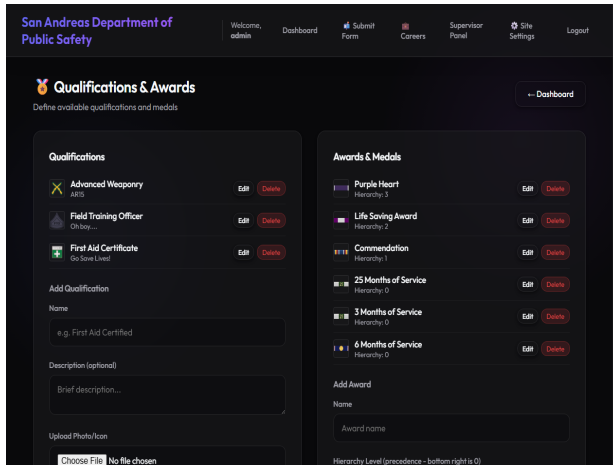 San Andreas Department of
Public Safety
Welcome,
admin
Dashboard
Submit
Form
Careers
Supervisor
Panel
Site
Settings
Logout
Qualifications & Awards
Define available qualifications and medals
← Dashboard
Qualifications
Advanced Weaponry
AR15
Edit
Delete
Field Training Officer
Oh boy....
Edit
Delete
First Aid Certificate
Go Save Lives!
Edit
Delete
Add Qualification
Name
e.g. First Aid Certified
Description (optional)
Brief description...
Upload Photo/Icon
Choose File No file chosen
Awards & Medals
Purple Heart
Hierarchy: 3
Edit
Delete
Life Saving Award
Hierarchy: 2
Edit
Delete
Commendation
Hierarchy: 1
Edit
Delete
25 Months of Service
Hierarchy: 0
Edit
Delete
3 Months of Service
Hierarchy: 0
Edit
Delete
6 Months of Service
Hierarchy: 0
Edit
Delete
Add Award
Name
Award name
Hierarchy Level (precedence - bottom right is 0)